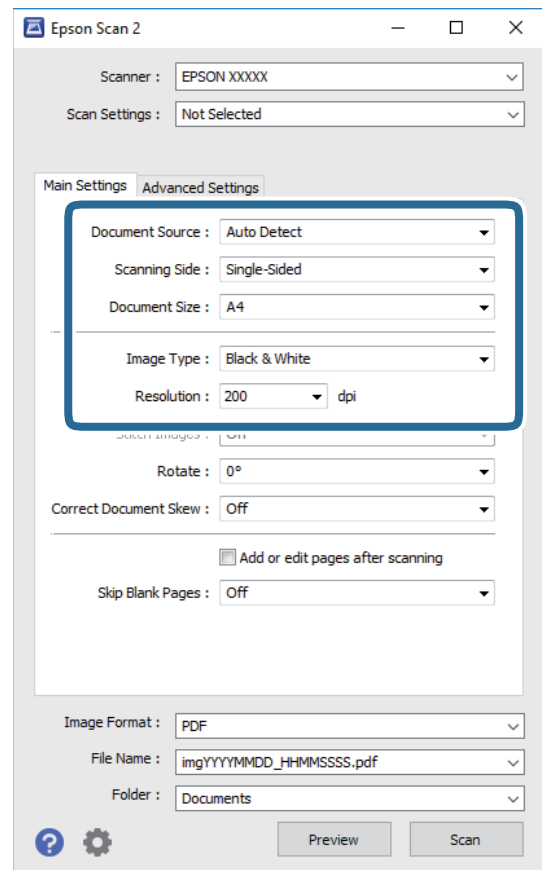 Epson Scan 2
Scanner : EPSON XXXXX
Scan Settings : Not Selected
Main Settings Advanced Settings
Document Source : Auto Detect
Scanning Side : Single-Sided
Document Size : A4
Image Type : Black & White
Resolution : 200 dpi
Stitch Images : On
Rotate : 0°
Correct Document Skew : Off
Add or edit pages after scanning
Skip Blank Pages : Off
Image Format : PDF
File Name : imgYYYYMMDD_HHMMSSSS.pdf
Folder : Documents
? Preview Scan